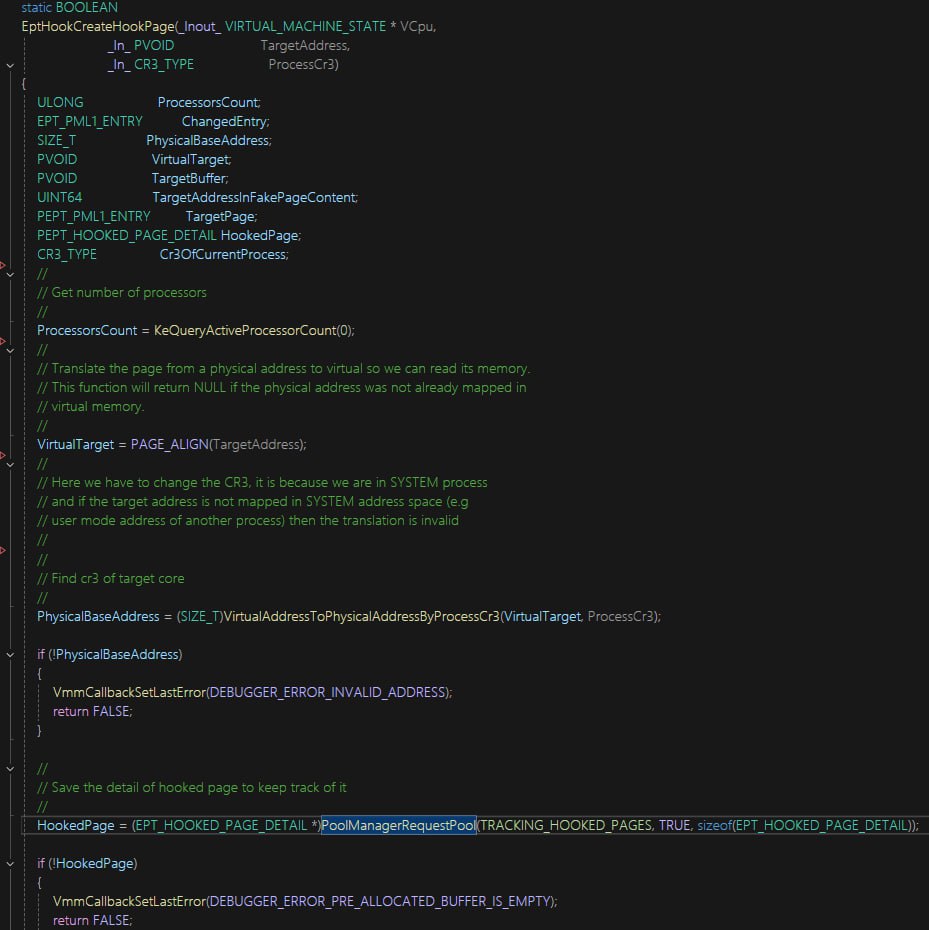 static BOOLEAN
EptHookCreateHookPage(_Inout_ VIRTUAL_MACHINE_STATE * VCpu,
_In_ PVOID TargetAddress,
_In_ CR3_TYPE ProcessCr3)
{
ULONG ProcessorsCount;
EPT_PML1_ENTRY ChangedEntry;
SIZE_T PhysicalBaseAddress;
PVOID VirtualTarget;
PVOID TargetBuffer;
UINT64 TargetAddressInFakePageContent;
PEPT_PML1_ENTRY TargetPage;
PEPT_HOOKED_PAGE_DETAIL HookedPage;
CR3_TYPE Cr3OfCurrentProcess;
//
// Get number of processors
//
ProcessorsCount = KeQueryActiveProcessorCount(0);
//
// Translate the page from a physical address to virtual so we can read its memory.
// This function will return NULL if the physical address was not already mapped in
// virtual memory.
//
VirtualTarget = PAGE_ALIGN(TargetAddress);
//
// Here we have to change the CR3, it is because we are in SYSTEM process
// and if the target address is not mapped in SYSTEM address space (e.g
// user mode address of another process) then the translation is invalid
//
//
// Find cr3 of target core
//
PhysicalBaseAddress = (SIZE_T)VirtualAddressToPhysicalAddressByProcessCr3(VirtualTarget, ProcessCr3);
if (!PhysicalBaseAddress)
{
VmmCallbackSetLastError(DEBUGGER_ERROR_INVALID_ADDRESS);
return FALSE;
}
//
// Save the detail of hooked page to keep track of it
//
HookedPage = (EPT_HOOKED_PAGE_DETAIL *)PoolManagerRequestPool(TRACKING_HOOKED_PAGES, TRUE, sizeof(EPT_HOOKED_PAGE_DETAIL));
if (!HookedPage)
{
VmmCallbackSetLastError(DEBUGGER_ERROR_PRE_ALLOCATED_BUFFER_IS_EMPTY);
return FALSE;